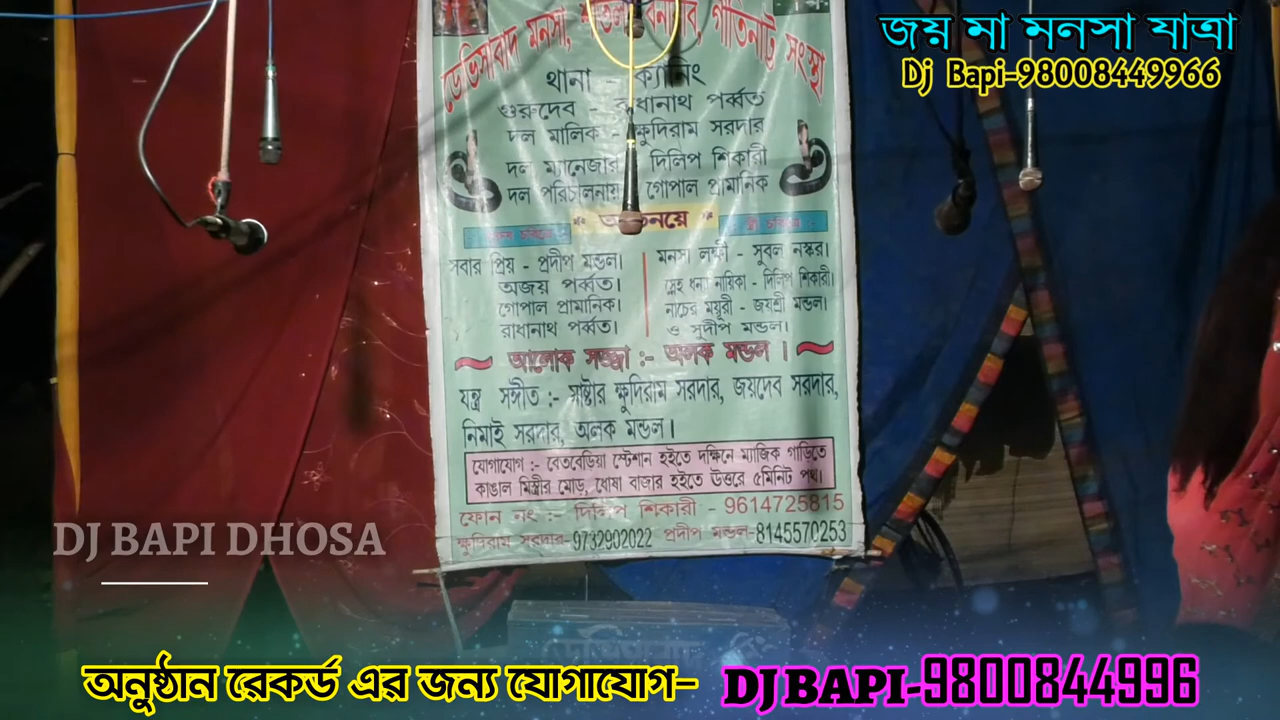 জয় মা মনসা যাত্রা
Dj Bapi-98008449966
মনসা, গীতিনাট্য সংস্থা
থানা - ক্যানিং
গুরুদেব - রাধানাথ পর্ব্বত
দল মালিক - ক্ষুদিরাম সরদার
দল ম্যানেজার দিলিপ শিকারী
দল পরিচালনায় গোপাল প্রামানিক
সবার প্রিয় - প্রদীপ মন্ডল।
অজয় পর্ব্বত।
গোপাল প্রামানিক।
রাধানাথ পর্ব্বত।
মনসা লক্ষী - সুবল নস্কর।
স্নেহ ধন্যা নায়িকা - দিলিপ শিকারী।
নাচের ময়ূরী - জয়শ্রী মন্ডল।
ও সুদীপ মন্ডল।
আলোক সজ্জা :- অলক মন্ডল।
যন্ত্র সঙ্গীত :- মাষ্টার ক্ষুদিরাম সরদার, জয়দেব সরদার,
নিমাই সরদার, অলক মন্ডল।
যোগাযোগ :- বেতবেড়িয়া স্টেশান হইতে দক্ষিনে ম্যাজিক গাড়িতে
কাঙাল মিস্ত্রীর মোড়, ধোষা বাজার হইতে উত্তরে ৫মিনিট পথ।
ফোন নং :- দিলিপ শিকারী - 9614725815
ক্ষুদিরাম সরদার-9732902022 প্রদীপ মন্ডল-8145570253
DJ BAPI DHOSA
অনুষ্ঠান রেকর্ড এর জন্য যোগাযোগ- DJ BAPI-9800844996